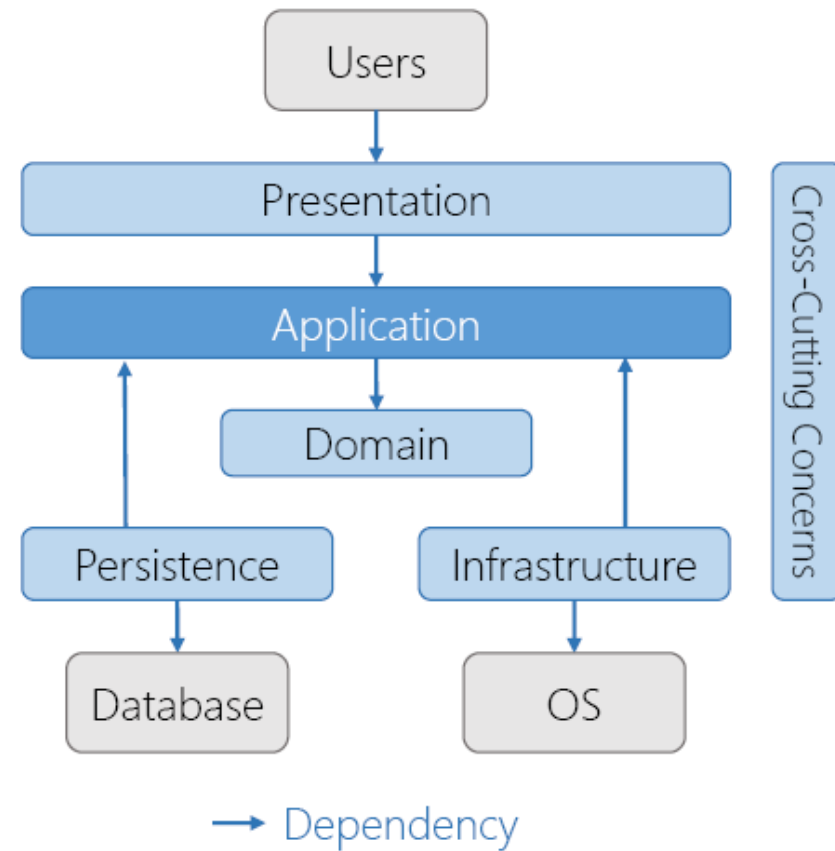 Users
Presentation
Application
Domain
Persistence
Infrastructure
Database
OS
Cross-Cutting Concerns
Dependency